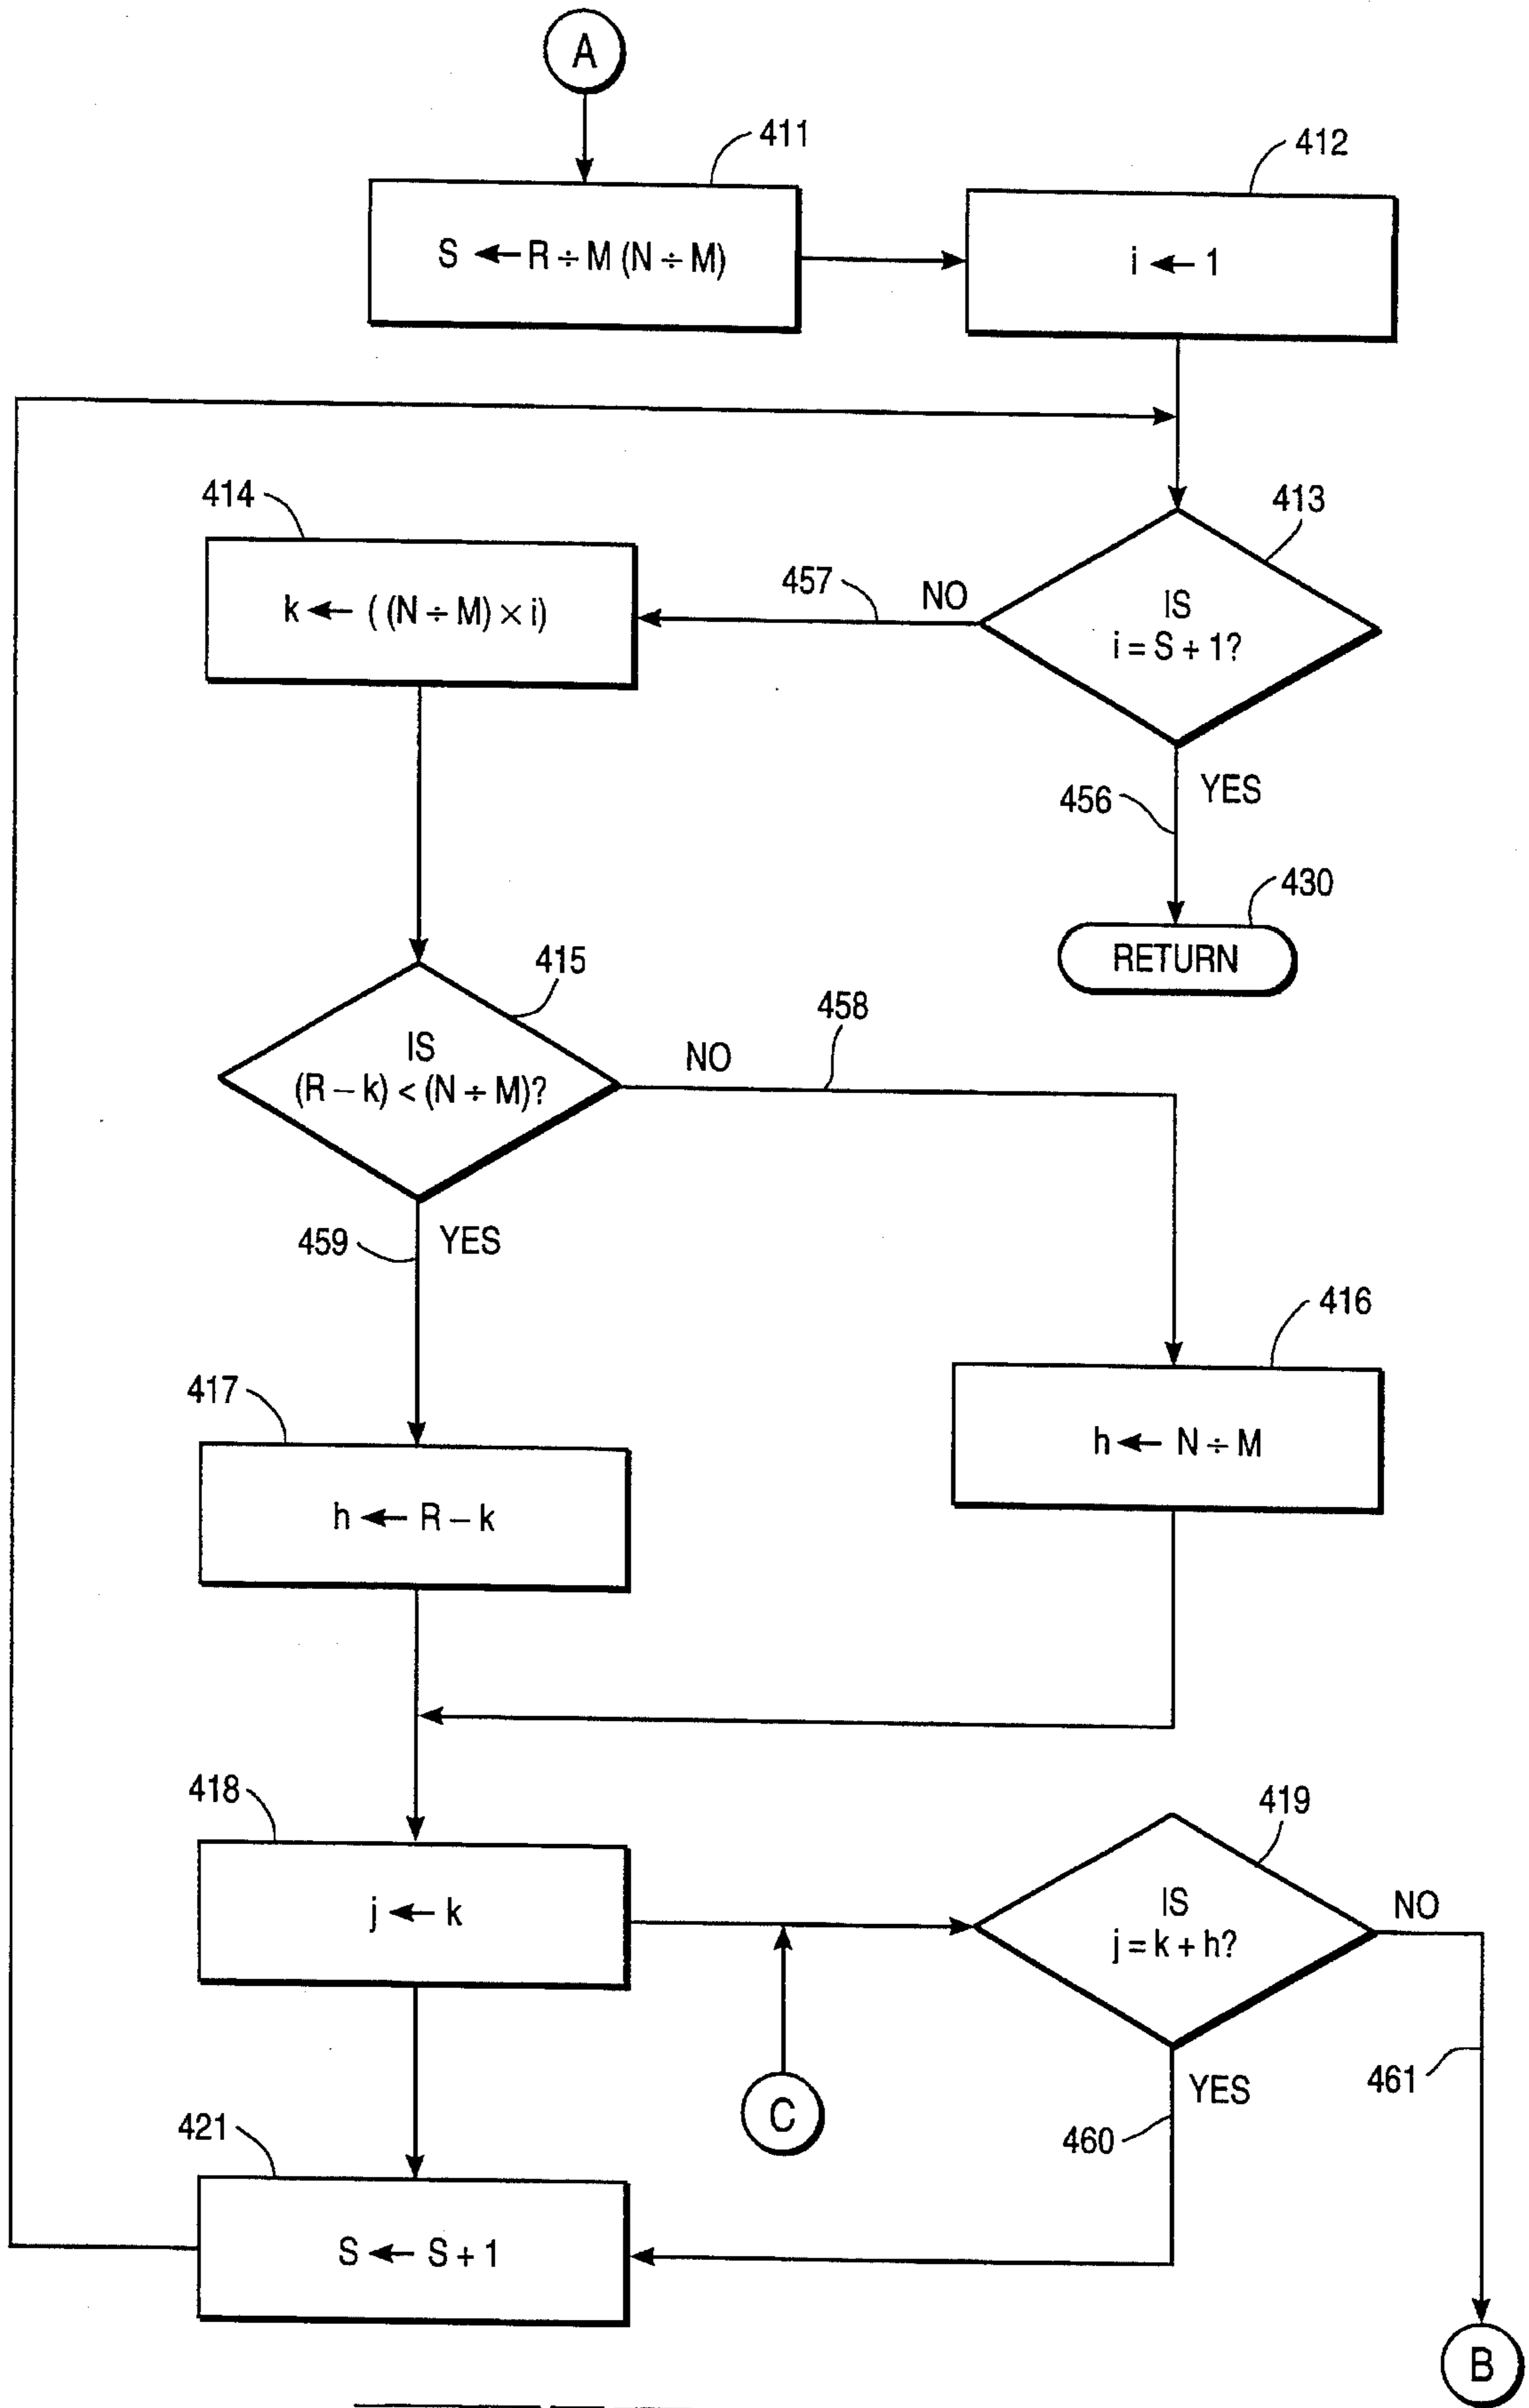 A
411
S ← R ÷ M (N ÷ M)
412
i ← 1
413
IS
i = S + 1?
414
k ← ( (N ÷ M) × i)
457
NO
456
YES
430
RETURN
415
IS
(R – k) < (N ÷ M)?
458
NO
459
YES
416
h ← N ÷ M
417
h ← R – k
418
j ← k
419
IS
j = k + h?
NO
461
C
460
YES
421
S ← S + 1
B